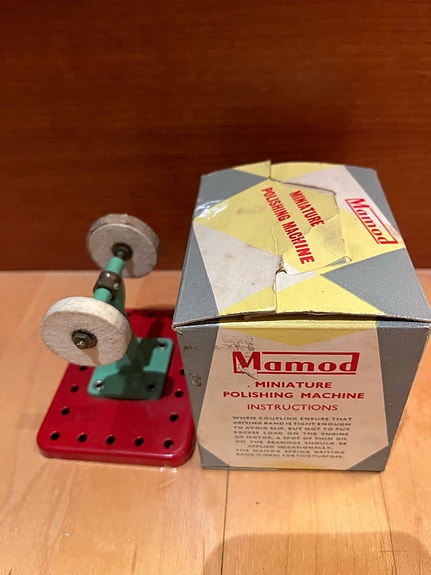 MINIATURE
POLISHING MACHINE
Mamod
Mamod
MINIATURE
POLISHING MACHINE
INSTRUCTIONS
WHEN COUPLING ENSURE THAT
DRIVING BAND IS TIGHT ENOUGH
TO AVOID SLIP, BUT NOT TO PUT
EXCESS LOAD ON THE ENGINE
OR MOTOR, A SPOT OF THIN OIL
ON THE BEARINGS SHOULD BE
APPLIED OCCASIONALLY.
THE MAMOD SPRING DRIVING
BAND IS IDEAL FOR THIS PURPOSE.